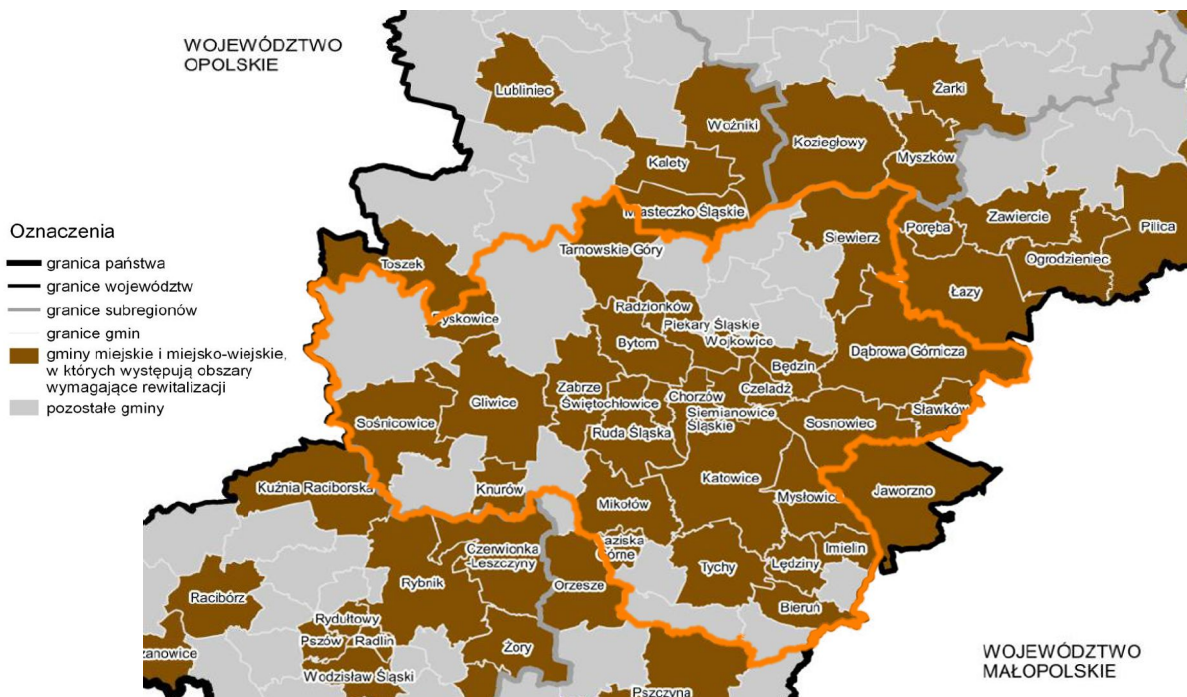 WOJEWÓDZTWO
OPOLSKIE
Lubliniec
Żarki
Woźniki
Koziegłowy
Myszków
Kalety
Miasteczko Śląskie
Oznaczenia
granica państwa
granice województw
granice subregionów
granice gmin
gminy miejskie i miejsko-wiejskie,
w których występują obszary
wymagające rewitalizacji
pozostałe gminy
Zawiercie
Poręba
Pilica
Siewierz
Tarnowskie Góry
Ogrodzieniec
Toszek
Łazy
Radzionków
Pyskowice
Piekary Śląskie
Wojkowice
Bytom
Dąbrowa Górnicza
Będzin
Zabrze
Chorzów
Czeladź
Gliwice
Świętochłowice
Siemianowice
Śląskie
Sławków
Sośnicowice
Sosnowiec
Ruda Śląska
Katowice
Kuźnia Raciborska
Knurów
Jaworzno
Mysłowice
Mikołów
Łaziska
Górne
Imielin
Czerwionka
-Leszczyny
Lędziny
Tychy
Rybnik
Orzesze
Racibórz
Bieruń
Rydułtowy
Pszów
Radlin
Żory
WOJEWÓDZTWO
MAŁOPOLSKIE
zanowice
Wodzisław Śląski
Pszczyna